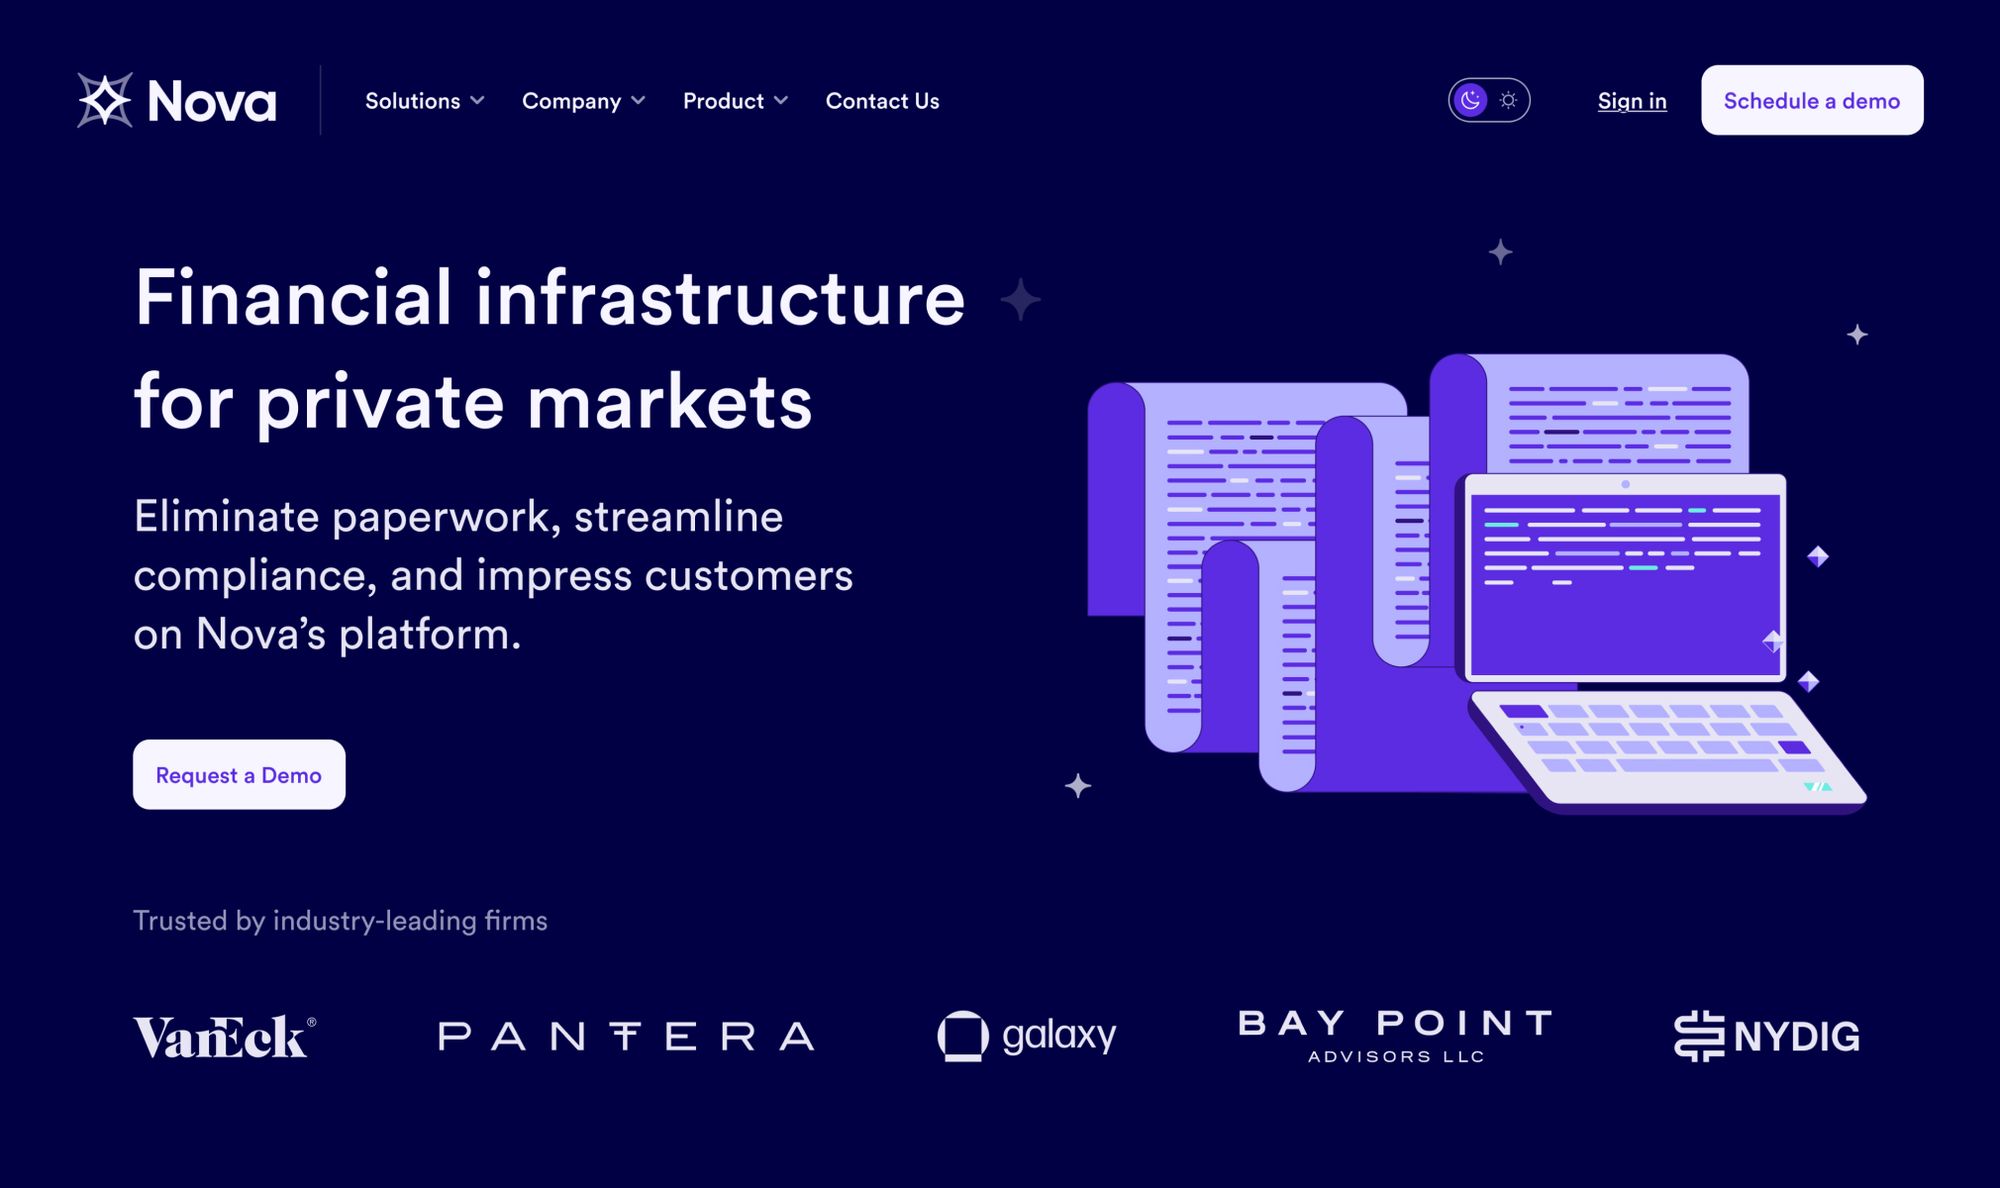 Nova
Solutions
Company
Product
Contact Us
Sign in
Schedule a demo
Financial infrastructure
for private markets
Eliminate paperwork, streamline
compliance, and impress customers
on Nova’s platform.
Request a Demo
Trusted by industry-leading firms
VanEck®
PANTERA
galaxy
BAY POINT
ADVISORS LLC
NYDIG